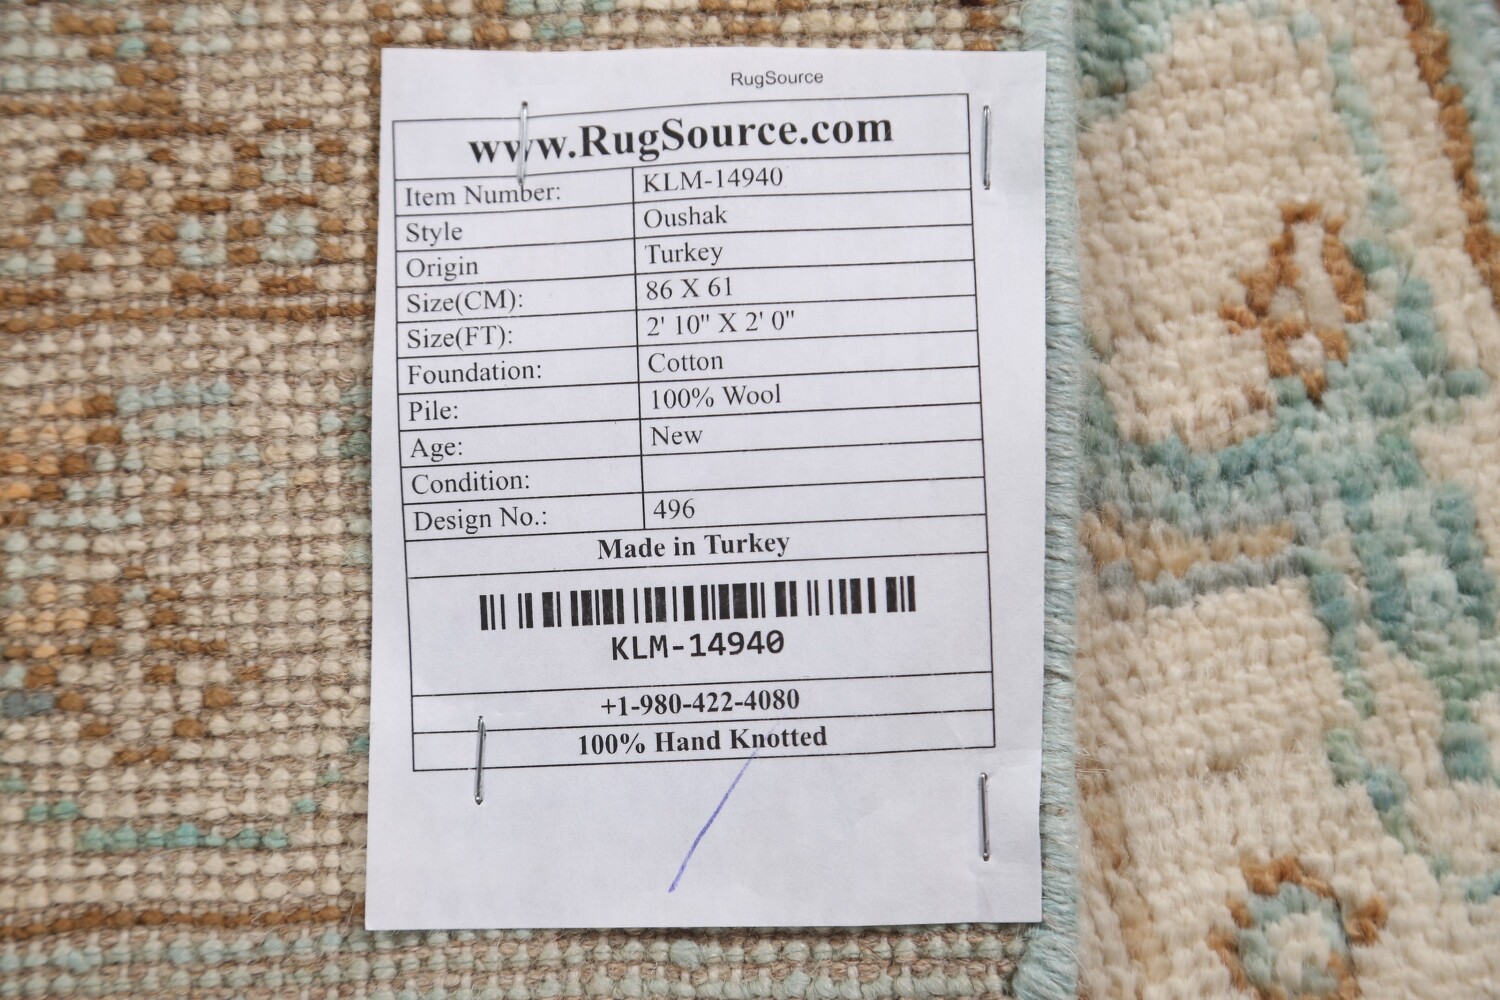 RugSource
www.RugSource.com
Item Number: KLM-14940
Style Oushak
Origin Turkey
Size(CM): 86 X 61
Size(FT): 2' 10" X 2' 0"
Foundation: Cotton
Pile: 100% Wool
Age: New
Condition:
Design No.: 496
Made in Turkey
KLM-14940
+1-980-422-4080
100% Hand Knotted